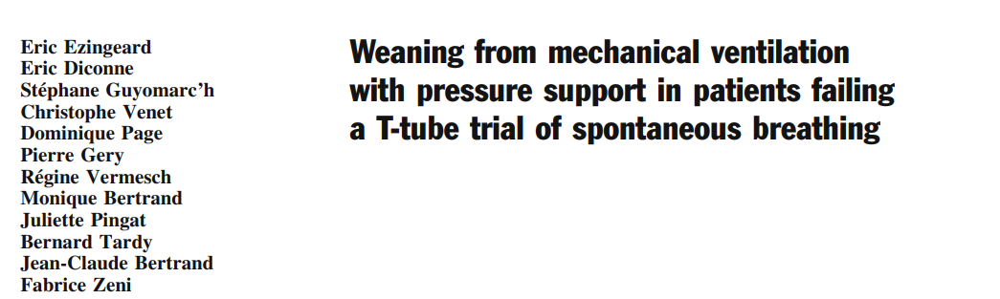 Eric Ezingeard
Eric Diconne
Stéphane Guyomarc’h
Christophe Venet
Dominique Page
Pierre Gery
Régine Vermesch
Monique Bertrand
Juliette Pingat
Bernard Tardy
Jean-Claude Bertrand
Fabrice Zeni
Weaning from mechanical ventilation
with pressure support in patients failing
a T-tube trial of spontaneous breathing